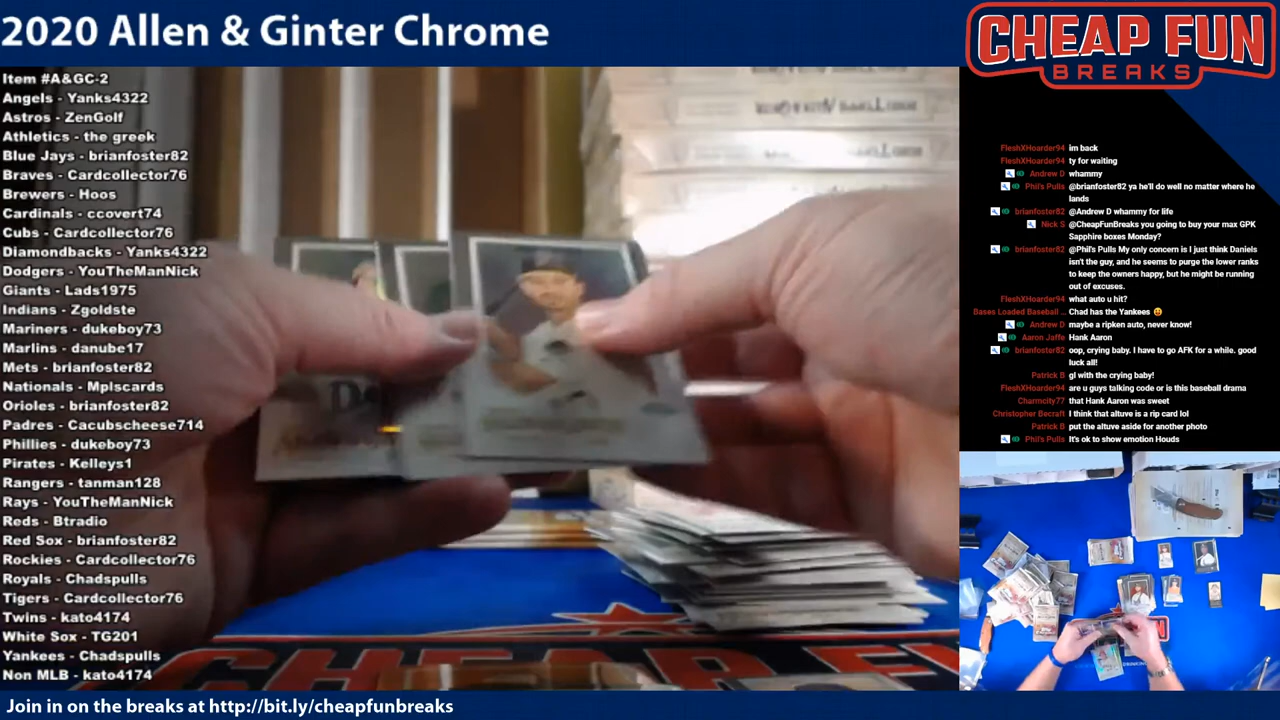 2020 Allen & Ginter Chrome
CHEAP FUN
BREAKS
Item #A&GC-2
Angels - Yanks4322
Astros - ZenGolf
Athletics - the greek
Blue Jays - brianfoster82
Braves - Cardcollector76
Brewers - Hoos
Cardinals - ccovert74
Cubs - Cardcollector76
Diamondbacks - Yanks4322
Dodgers - YouTheManNick
Giants - Lads1975
Indians - Zgoldste
Mariners - dukeboy73
Marlins - danube17
Mets - brianfoster82
Nationals - Mplscards
Orioles - brianfoster82
Padres - Cacubscheese714
Phillies - dukeboy73
Pirates - Kelleys1
Rangers - tanman128
Rays - YouTheManNick
Reds - Btradio
Red Sox - brianfoster82
Rockies - Cardcollector76
Royals - Chadspulls
Tigers - Cardcollector76
Twins - kato4174
White Sox - TG201
Yankees - Chadspulls
Non MLB - kato4174
FleshXHoarder94 im back
FleshXHoarder94 ty for waiting
Andrew D whammy
Phil's Pulls @brianfoster82 ya he'll do well no matter where he
lands
brianfoster82 @Andrew D whammy for life
Nick S @CheapFunBreaks you going to buy your max GPK
Sapphire boxes Monday?
brianfoster82 @Phil's Pulls My only concern is I just think Daniels
isn't the guy, and he seems to purge the lower ranks
to keep the owners happy, but he might be running
out of excuses.
FleshXHoarder94 what auto u hit?
Bases Loaded Baseball ... Chad has the Yankees
Andrew D maybe a ripken auto, never know!
Aaron Jaffe Hank Aaron
brianfoster82 oop, crying baby. I have to go AFK for a while. good
luck all!
Patrick B gl with the crying baby!
FleshXHoarder94 are u guys talking code or is this baseball drama
Charmcity77 that Hank Aaron was sweet
Christopher Becraft I think that altuve is a rip card lol
Patrick B put the altuve aside for another photo
Phil's Pulls It's ok to show emotion Houds
CHEAP FUN
Join in on the breaks at http://bit.ly/cheapfunbreaks